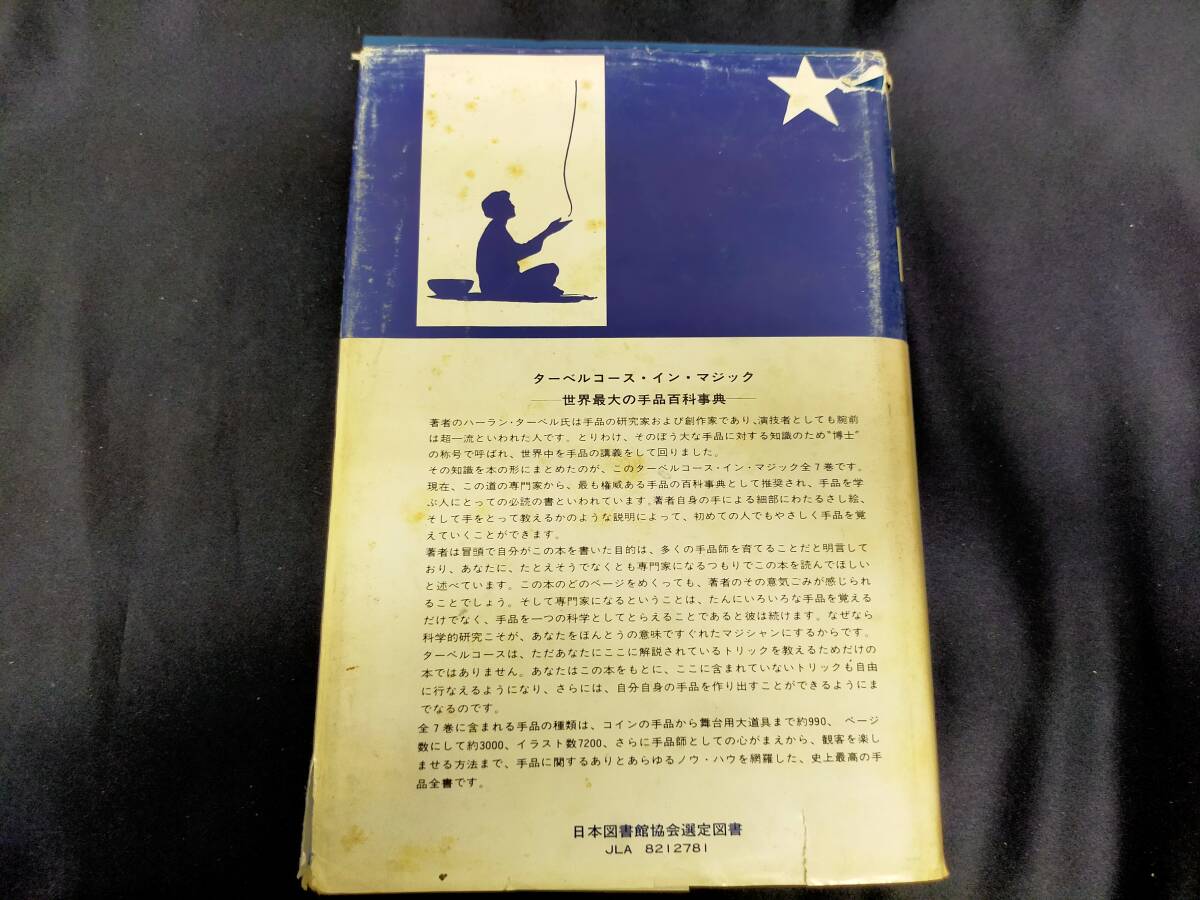 ターベルコース・イン・マジック
——世界最大の手品百科事典——
著者のハーラン・ターベル氏は手品の研究家および創作家であり、演技者としても腕前
は超一流といわれた人です。とりわけ、そのぼう大な手品に対する知識のため“博士”
の称号で呼ばれ、世界中を手品の講義をして回りました。
その知識を本の形にまとめたのが、このターベルコース・イン・マジック全7巻です。
現在、この道の専門家から、最も権威ある手品の百科事典として推奨され、手品を学
ぶ人にとっての必読の書といわれています。著者自身の手による細部にわたるさし絵、
そして手をとって教えるかのような説明によって、初めての人でもやさしく手品を覚
えていくことができます。
著者は冒頭で自分がこの本を書いた目的は、多くの手品師を育てることだと明言して
おり、あなたに、たとえそうでなくとも専門家になるつもりでこの本を読んでほしい
と述べています。この本のどのページをめくっても、著者のその意気ごみが感じられ
ることでしょう。そして専門家になるということは、たんにいろいろな手品を覚える
だけでなく、手品を一つの科学としてとらえることであると彼は続けます。なぜなら
科学的研究こそが、あなたをほんとうの意味ですぐれたマジシャンにするからです。
ターベルコースは、ただあなたにここに解説されているトリックを教えるためだけの
本ではありません。あなたはこの本をもとに、ここに含まれていないトリックも自由
に行なえるようになり、さらには、自分自身の手品を作り出すことができるようにま
でなるのです。
全7巻に含まれる手品の種類は、コインの手品から舞台用大道具まで約990、ページ
数にして約3000、イラスト数7200、さらに手品師としての心がまえから、観客を楽し
ませる方法まで、手品に関するありとあらゆるノウ・ハウを網羅した、史上最高の手
品全書です。
日本図書館協会選定図書
JLA 8212781